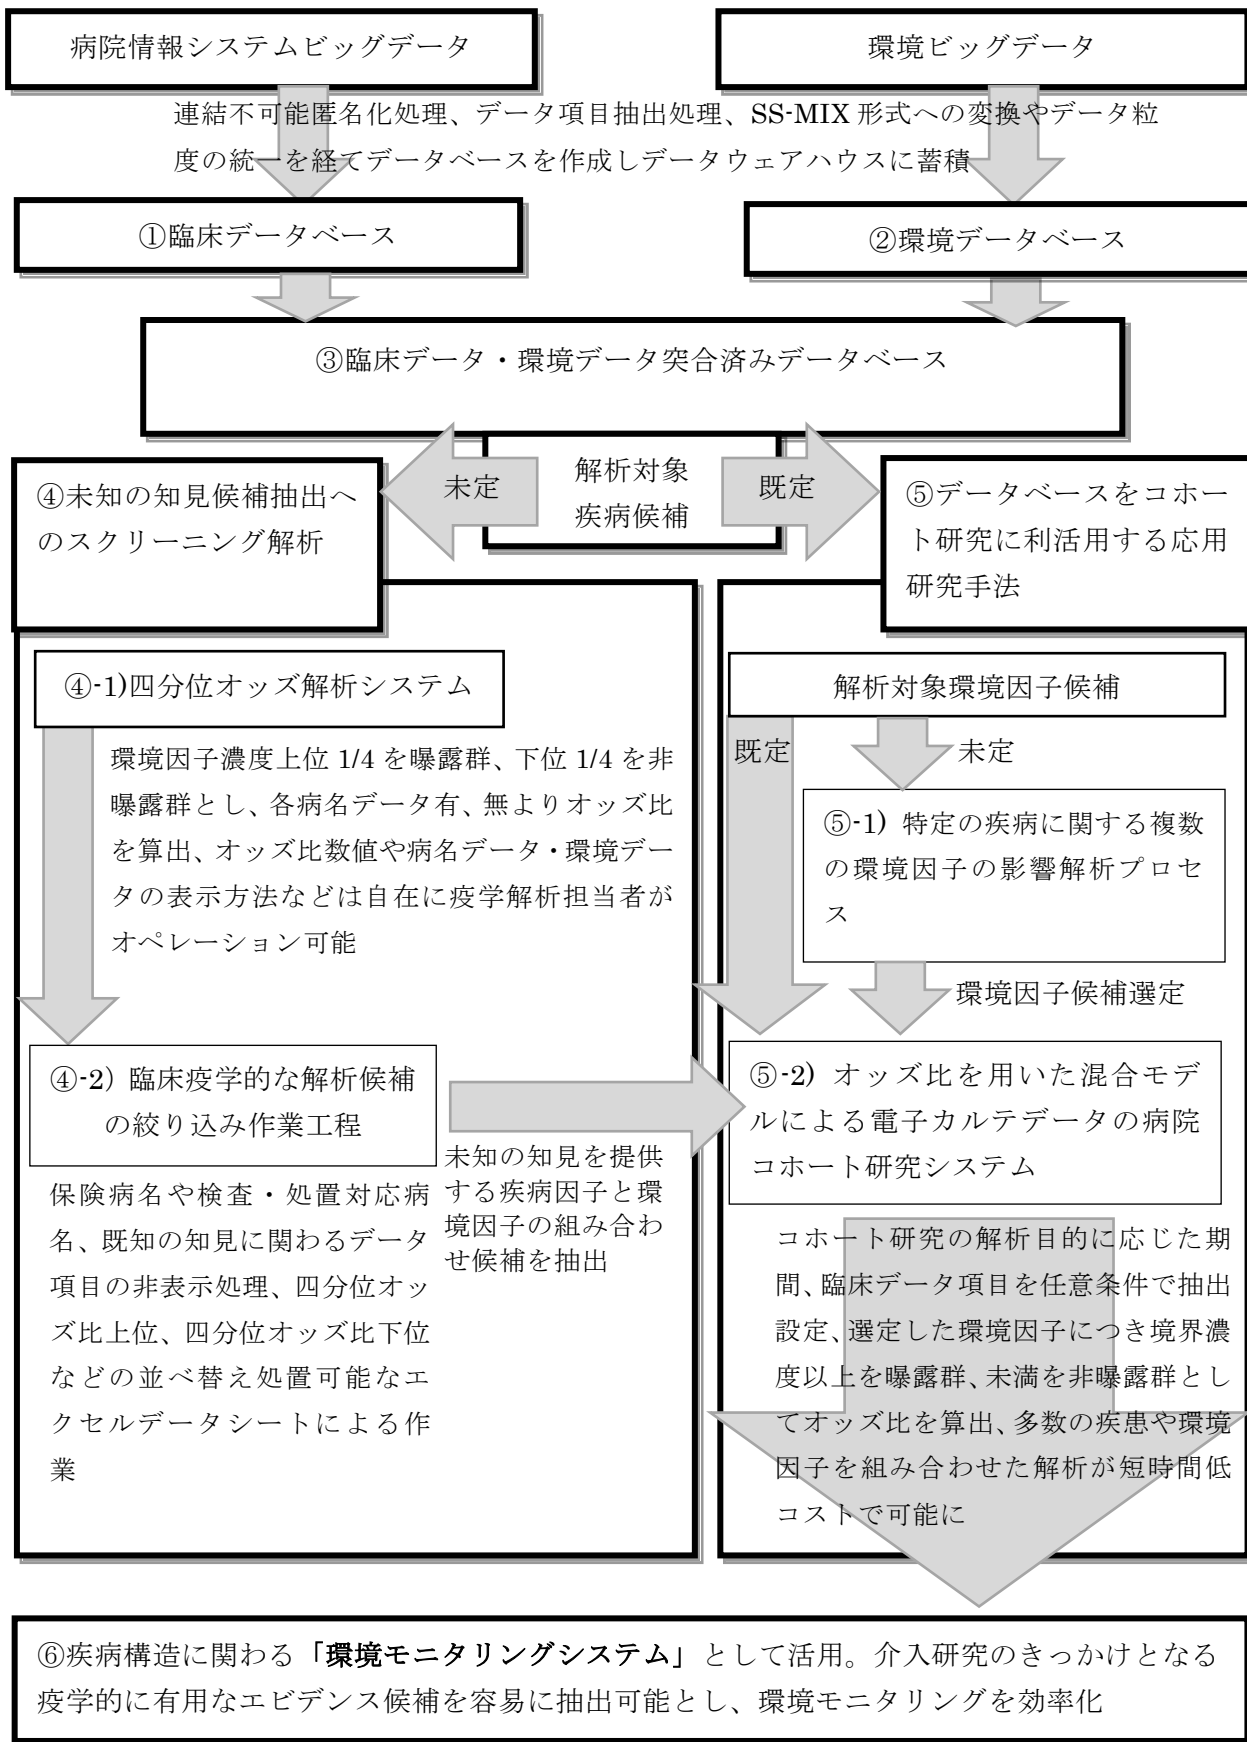 病院情報システムビッグデータ
環境ビッグデータ
連結不可能匿名化処理、データ項目抽出処理、SS-MIX 形式への変換やデータ粒
度の統一を経てデータベースを作成しデータウェアハウスに蓄積
①臨床データベース
②環境データベース
③臨床データ・環境データ突合済みデータベース
解析対象
疾病候補
未定
既定
④未知の知見候補抽出へ
のスクリーニング解析
④-1)四分位オッズ解析システム
環境因子濃度上位 1/4 を曝露群、下位 1/4 を非
曝露群とし、各病名データ有、無よりオッズ比
を算出、オッズ比数値や病名データ・環境デー
タの表示方法などは自在に疫学解析担当者が
オペレーション可能
④-2) 臨床疫学的な解析候補
の絞り込み作業工程
保険病名や検査・処置対応病
名、既知の知見に関わるデータ
項目の非表示処理、四分位オッ
ズ比上位、四分位オッズ比下位
などの並べ替え処置可能なエ
クセルデータシートによる作
業
未知の知見を提供
する疾病因子と環
境因子の組み合わ
せ候補を抽出
⑤データベースをコホー
ト研究に利活用する応用
研究手法
解析対象環境因子候補
既定
未定
⑤-1) 特定の疾病に関する複数
の環境因子の影響解析プロセ
ス
環境因子候補選定
⑤-2) オッズ比を用いた混合モデ
ルによる電子カルテデータの病院
コホート研究システム
コホート研究の解析目的に応じた期
間、臨床データ項目を任意条件で抽出
設定、選定した環境因子につき境界濃
度以上を曝露群、未満を非曝露群とし
てオッズ比を算出、多数の疾患や環境
因子を組み合わせた解析が短時間低
コストで可能に
⑥疾病構造に関わる「環境モニタリングシステム」として活用。介入研究のきっかけとなる
疫学的に有用なエビデンス候補を容易に抽出可能とし、環境モニタリングを効率化